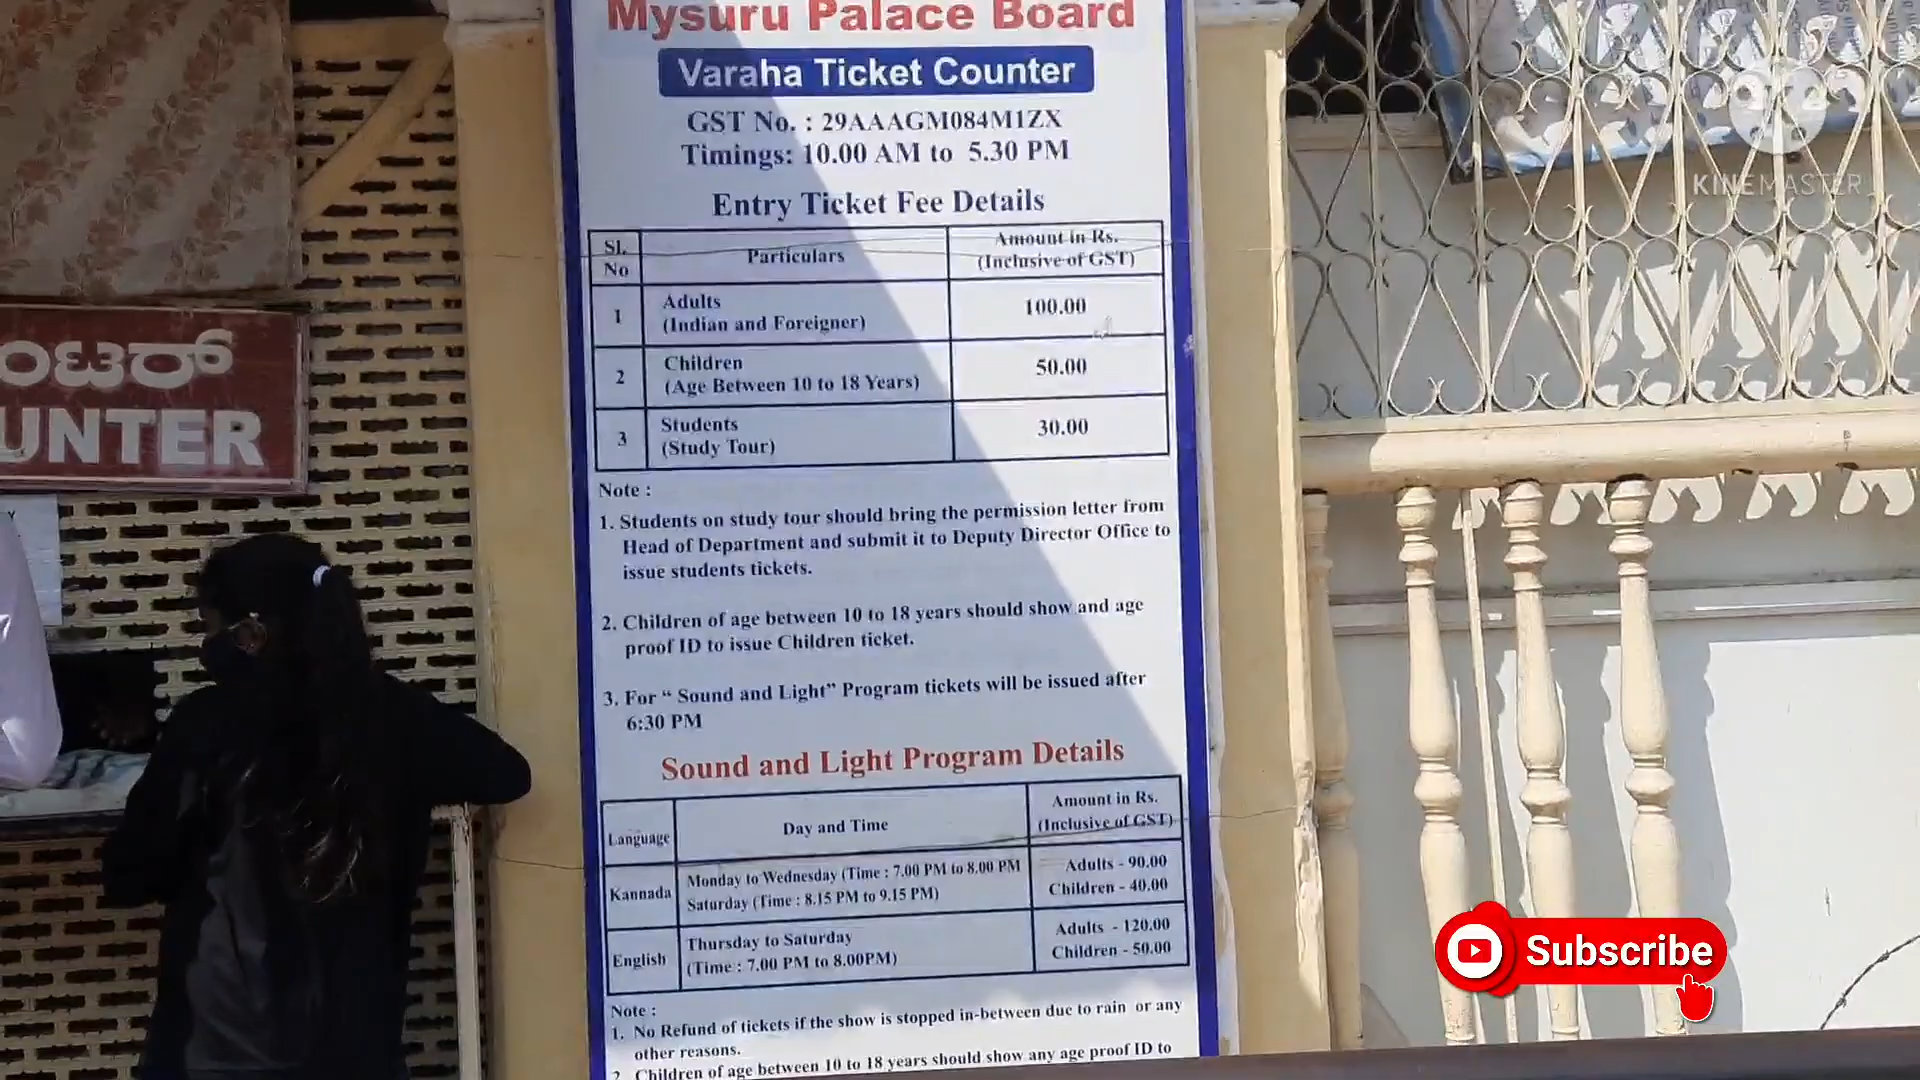 Mysuru Palace Board
Varaha Ticket Counter
GST No. : 29AAAGM084M1ZX
Timings: 10.00 AM to 5.30 PM
Entry Ticket Fee Details
Sl. No
Particulars
Amount in Rs.
(Inclusive of GST)
1
Adults
(Indian and Foreigner)
100.00
2
Children
(Age Between 10 to 18 Years)
50.00
3
Students
(Study Tour)
30.00
Note :
1. Students on study tour should bring the permission letter from
Head of Department and submit it to Deputy Director Office to
issue students tickets.
2. Children of age between 10 to 18 years should show and age
proof ID to issue Children ticket.
3. For “ Sound and Light” Program tickets will be issued after
6:30 PM
Sound and Light Program Details
Language
Day and Time
Amount in Rs.
(Inclusive of GST)
Kannada
Monday to Wednesday (Time : 7.00 PM to 8.00 PM
Saturday (Time : 8.15 PM to 9.15 PM)
Adults - 90.00
Children - 40.00
English
Thursday to Saturday
(Time : 7.00 PM to 8.00PM)
Adults - 120.00
Children - 50.00
Note :
1. No Refund of tickets if the show is stopped in-between due to rain or any
other reasons.
2. Children of age between 10 to 18 years should show any age proof ID to
ಂಟರ್
UNTER
KINEMASTER
Subscribe